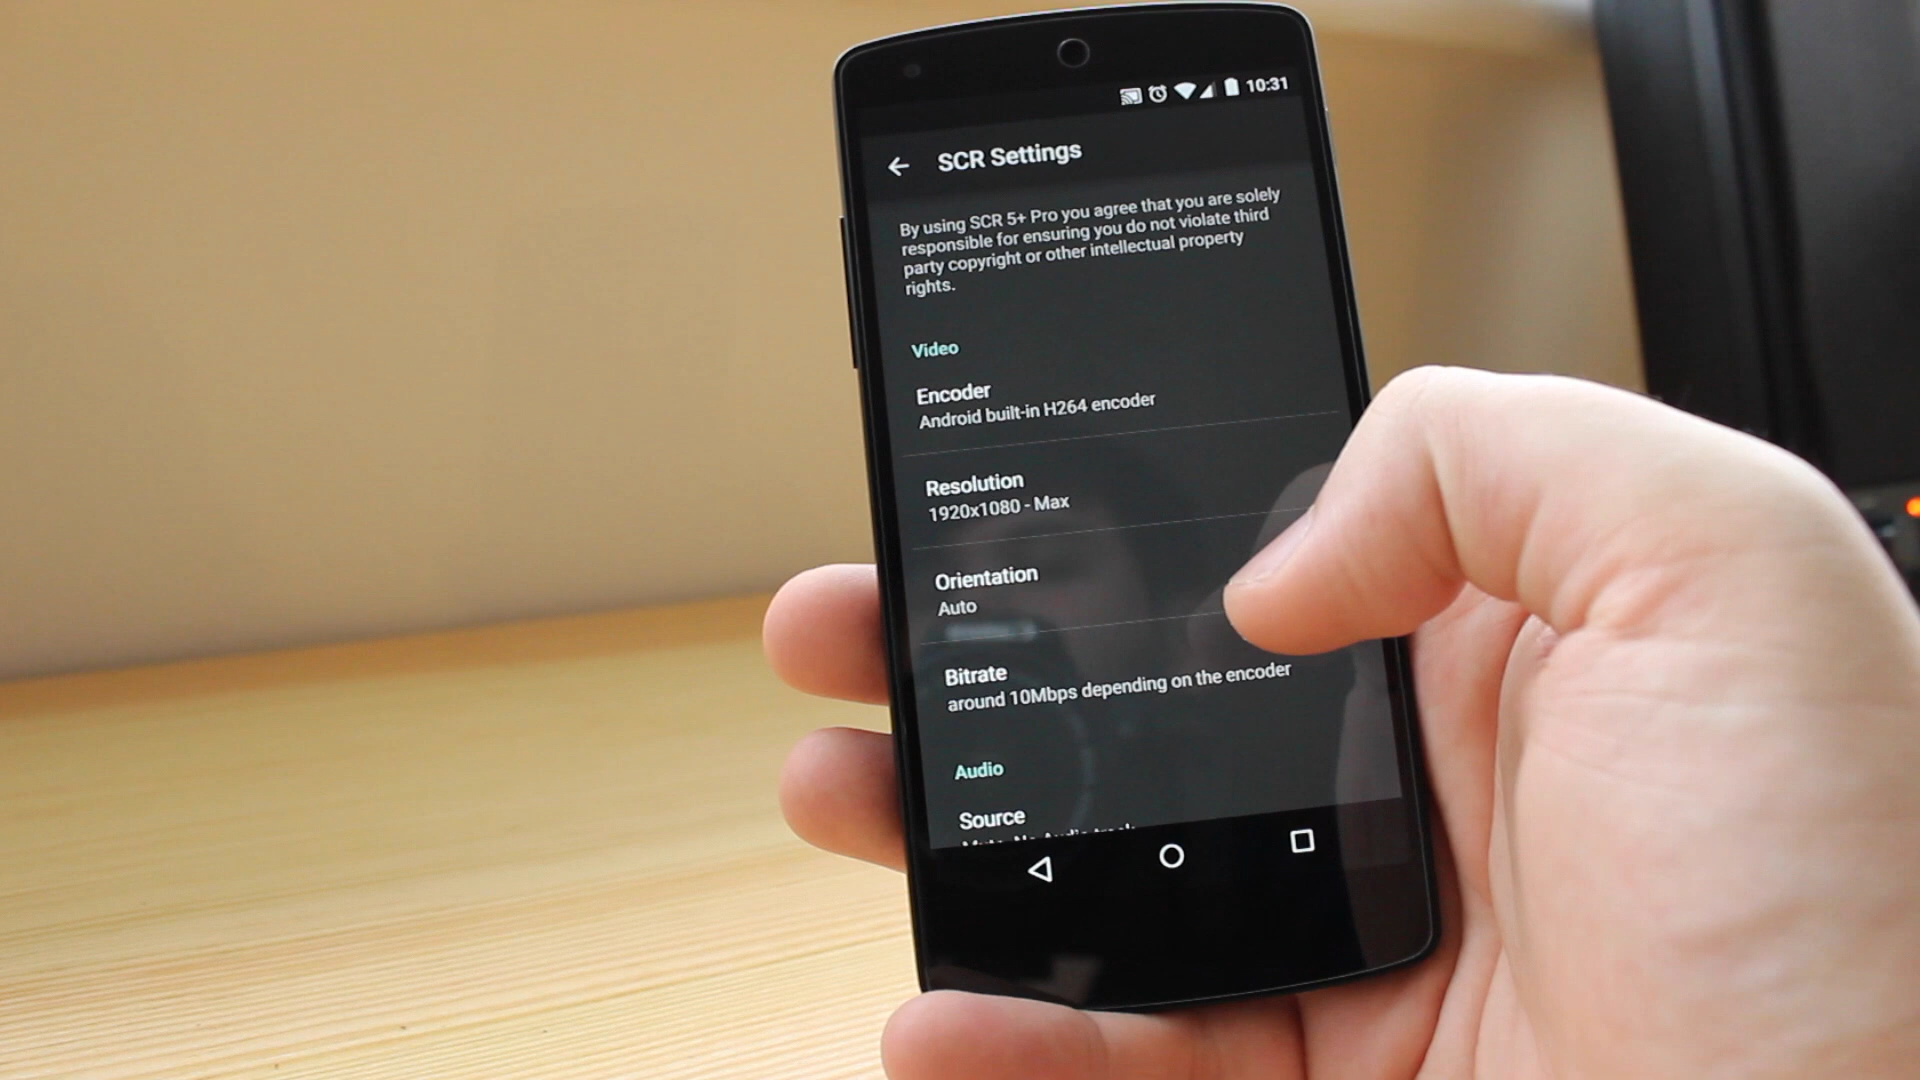 10:31
SCR Settings
By using SCR 5+ Pro you agree that you are solely
responsible for ensuring you do not violate third
party copyright or other intellectual property
rights.
Video
Encoder
Android built-in H264 encoder
Resolution
1920x1080 - Max
Orientation
Auto
Bitrate
around 10Mbps depending on the encoder
Audio
Source